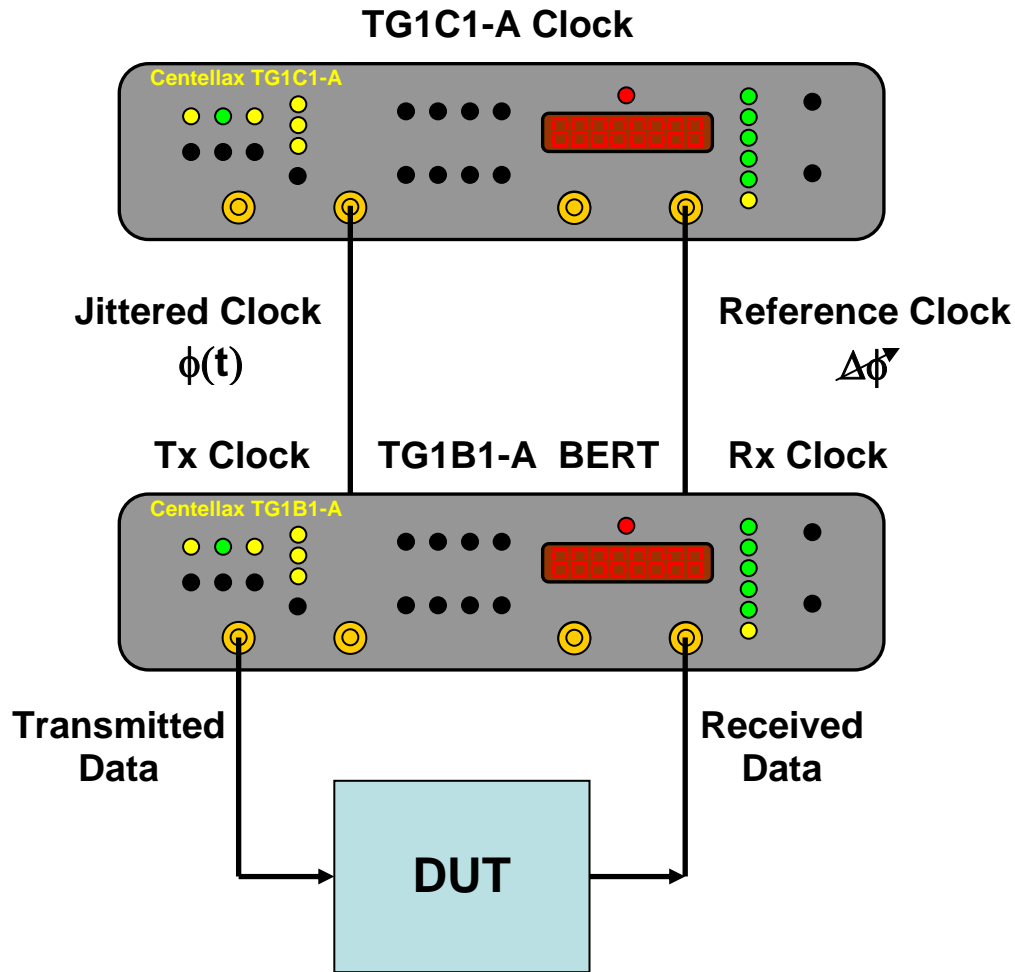 TG1C1-A Clock
Centellax TG1C1-A
Jittered Clock
ϕ(t)
Reference Clock
Δϕ
Tx Clock
TG1B1-A BERT
Rx Clock
Centellax TG1B1-A
Transmitted
Data
Received
Data
DUT